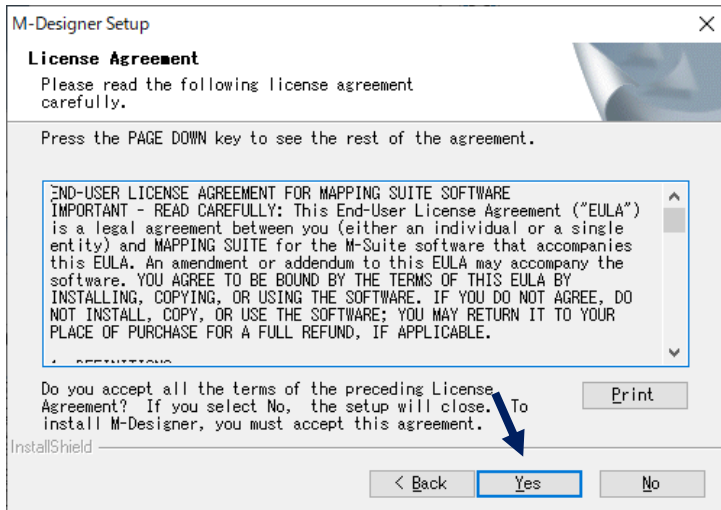 M-Designer Setup
License Agreement
Please read the following license agreement
carefully.
Press the PAGE DOWN key to see the rest of the agreement.
END-USER LICENSE AGREEMENT FOR MAPPING SUITE SOFTWARE
IMPORTANT - READ CAREFULLY: This End-User License Agreement ("EULA")
is a legal agreement between you (either an individual or a single
entity) and MAPPING SUITE for the M-Suite software that accompanies
this EULA. An amendment or addendum to this EULA may accompany the
software. YOU AGREE TO BE BOUND BY THE TERMS OF THIS EULA BY
INSTALLING, COPYING, OR USING THE SOFTWARE. IF YOU DO NOT AGREE, DO
NOT INSTALL, COPY, OR USE THE SOFTWARE; YOU MAY RETURN IT TO YOUR
PLACE OF PURCHASE FOR A FULL REFUND, IF APPLICABLE.
Do you accept all the terms of the preceding License
Agreement? If you select No, the setup will close. To
install M-Designer, you must accept this agreement.
Print
InstallShield
< Back
Yes
No